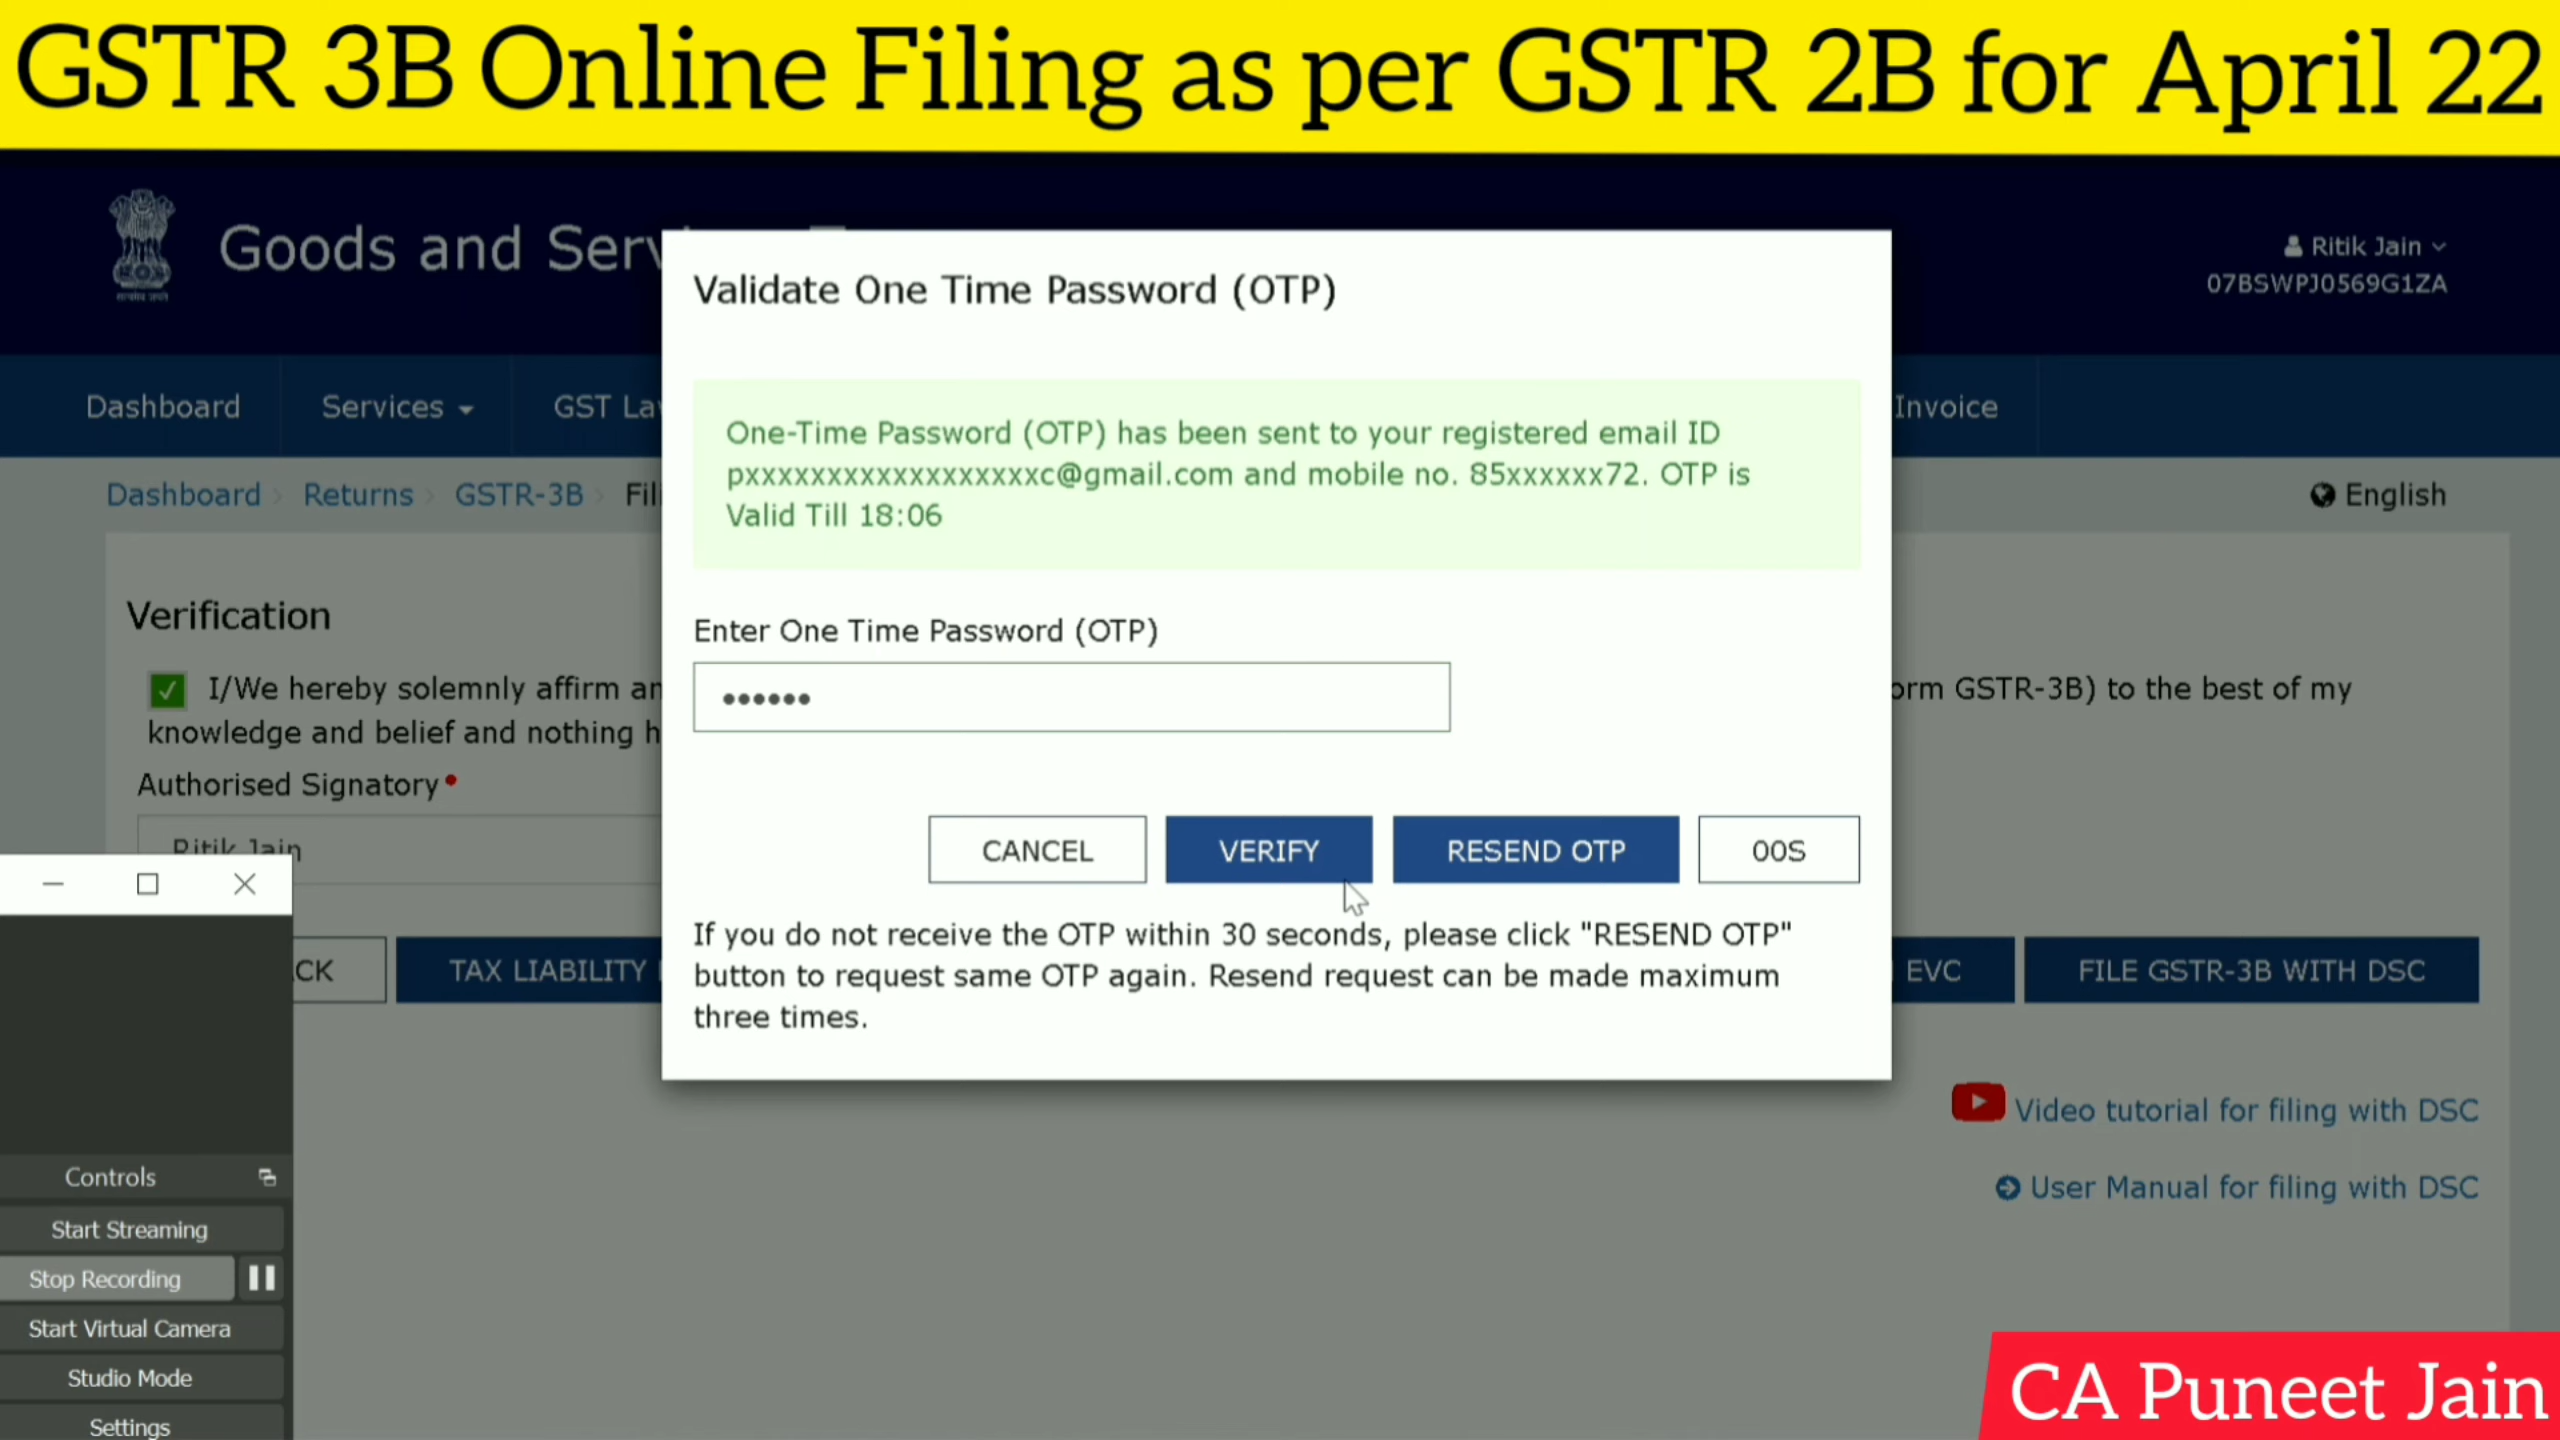 GSTR 3B Online Filing as per GSTR 2B for April 22
Goods and Serv
Ritik Jain
07BSWPJ0569G1ZA
Dashboard
Services
GST La
Invoice
Dashboard
Returns
GSTR-3B
Fil
English
Validate One Time Password (OTP)
One-Time Password (OTP) has been sent to your registered email ID
pxxxxxxxxxxxxxxxxxxc@gmail.com and mobile no. 85xxxxxx72. OTP is
Valid Till 18:06
Enter One Time Password (OTP)
••••••
CANCEL
VERIFY
RESEND OTP
00S
If you do not receive the OTP within 30 seconds, please click "RESEND OTP"
button to request same OTP again. Resend request can be made maximum
three times.
Verification
I/We hereby solemnly affirm an
orm GSTR-3B) to the best of my
knowledge and belief and nothing h
Authorised Signatory•
Ritik Jain
CK
TAX LIABILITY
EVC
FILE GSTR-3B WITH DSC
Video tutorial for filing with DSC
User Manual for filing with DSC
Controls
Start Streaming
Stop Recording
Start Virtual Camera
Studio Mode
Settings
CA Puneet Jain